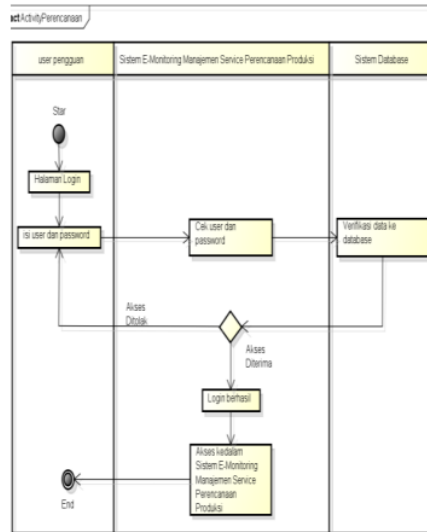 act ActivityPerencanaan
user pengguan
Sistem E-Monitoring Manajemen Service Perencanaan Produksi
Sistem Database
Star
Halaman Login
isi user dan password
Cek user dan
password
Verifikasi data ke
database
Akses
Ditolak
Akses
Diterima
Login berhasil
Akses kedalam
Sistem E-Monitoring
Manajemen Service
Perencanaan
Produksi
End